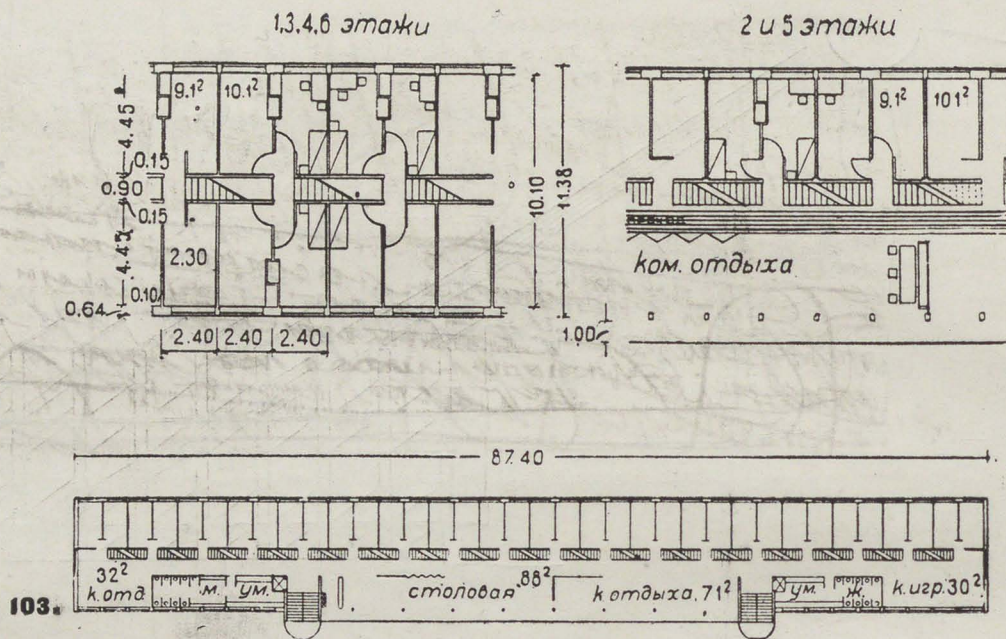 1,3,4,6 этажи
2 и 5 этажи
9.1²
10.1²
9.1²
10.1²
4.45
0.15
0.90
0.15
4.45
2.30
0.10
0.64
10.10
11.38
ком. отдыха
1.00
2.40
2.40
2.40
87.40
32²
к.отд
м.
ум.
столовая
88²
к отдыха, 71²
ум.
ж.
к.игр.30²
103.